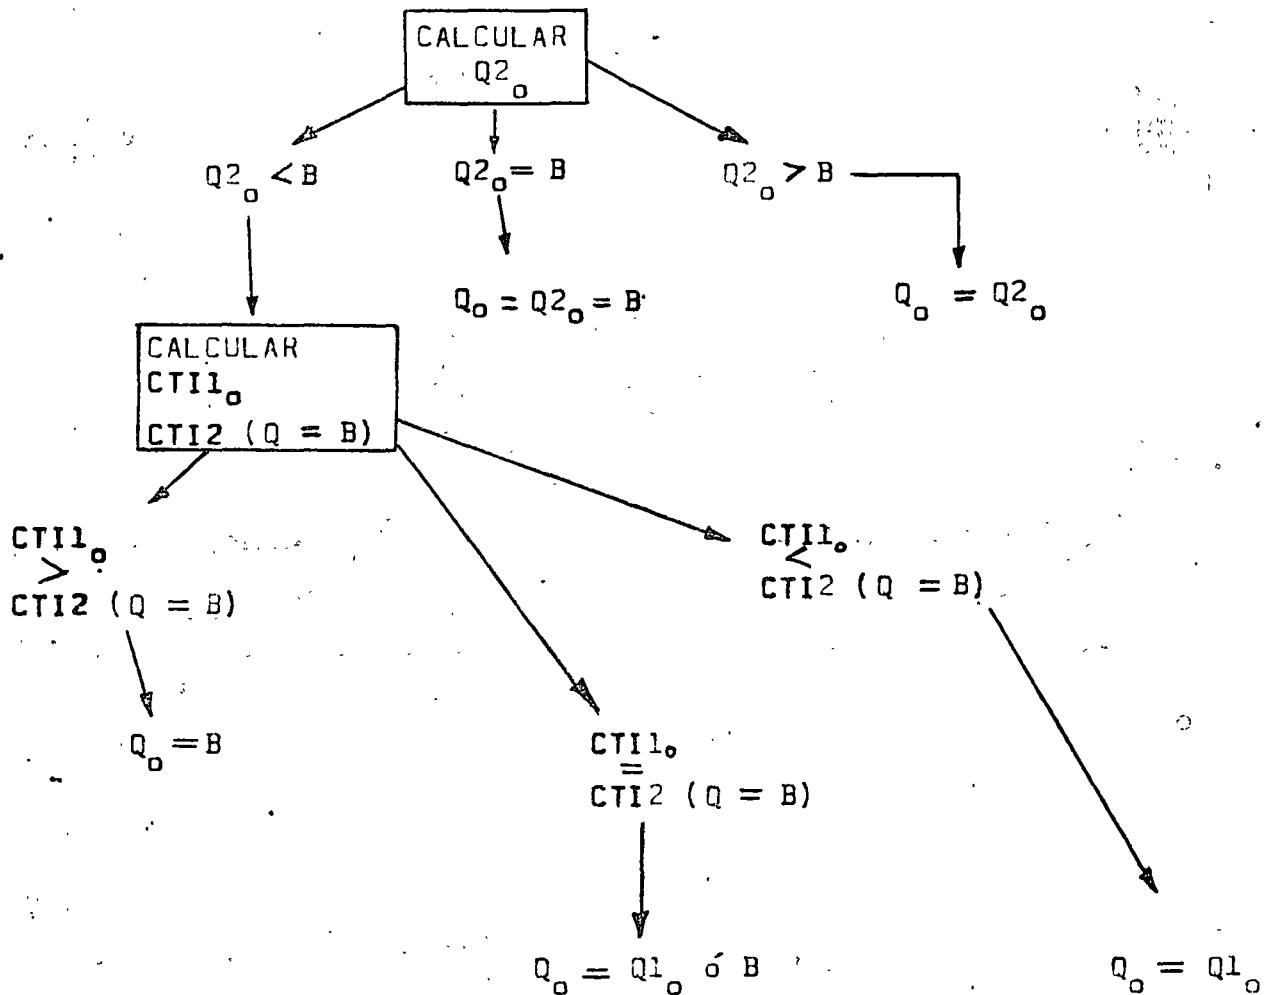 CALCULAR
Q2o
Q2o < B
Q2o = B
Q2o > B
Qo = Q2o = B
Qo = Q2o
CALCULAR
CTI1o
CTI2 (Q = B)
CTI1o
>
CTI2 (Q = B)
CTI1o
<
CTI2 (Q = B)
Qo = B
CTI1o
=
CTI2 (Q = B)
Qo = Q1o ó B
Qo = Q1o